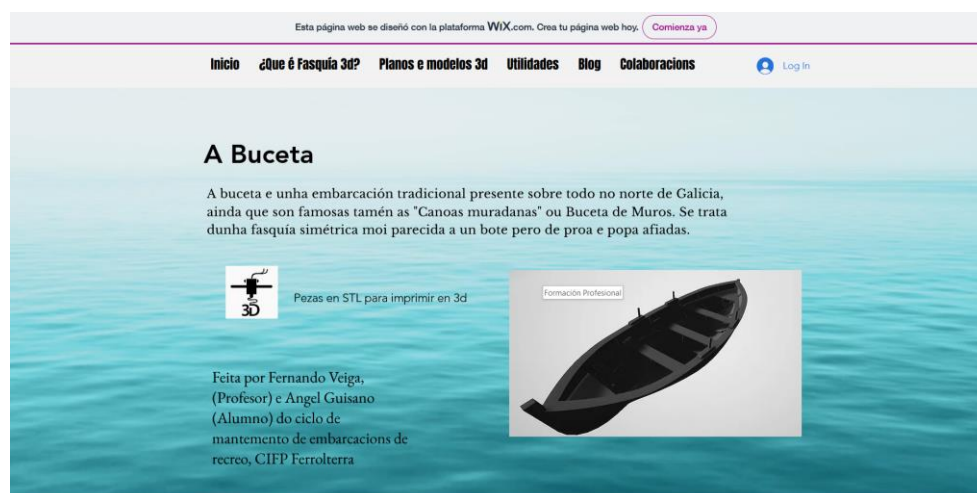 Esta página web se diseñó con la plataforma WiX.com. Crea tu página web hoy. Comienza ya
Inicio ¿Que é Fasquía 3d? Planos e modelos 3d Utilidades Blog Colaboracions Log In
A Buceta
A buceta e unha embarcación tradicional presente sobre todo no norte de Galicia,
ainda que son famosas tamén as "Canoas muradanas" ou Buceta de Muros. Se trata
dunha fasquía simétrica moi parecida a un bote pero de proa e popa afiadas.
3D
Pezas en STL para imprimir en 3d
Formación Profesional
Feita por Fernando Veiga,
(Profesor) e Angel Guisano
(Alumno) do ciclo de
mantemento de embarcacions de
recreo, CIFP Ferrolterra